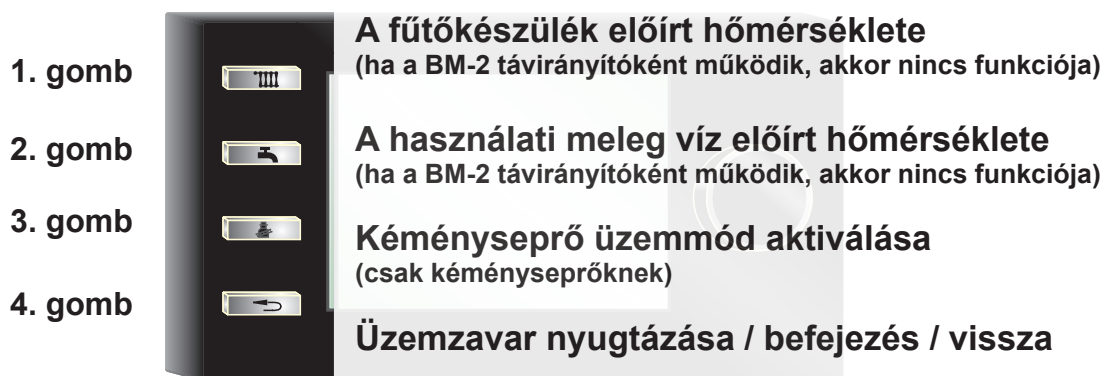 A fűtőkészülék előírt hőmérséklete
1. gomb
(ha a BM-2 távirányítóként működik, akkor nincs funkciója)
2. gomb
A használati meleg víz előírt hőmérséklete
(ha a BM-2 távirányítóként működik, akkor nincs funkciója)
3. gomb
Kéményseprő üzemmód aktiválása
(csak kéményseprőknek)
4. gomb
Üzemzavar nyugtázása / befejezés / vissza